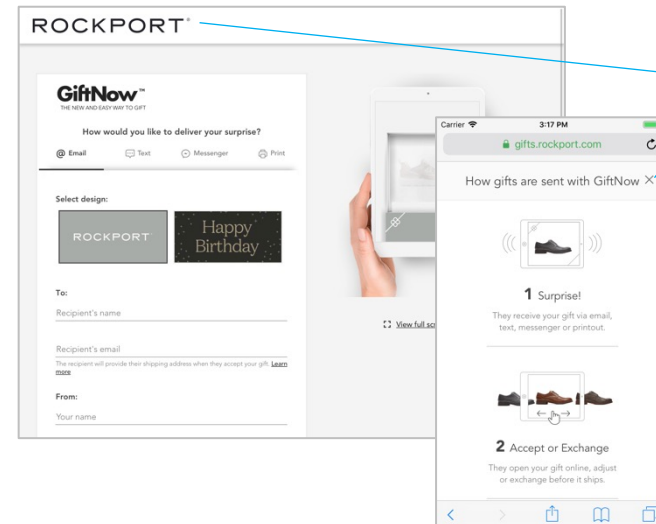 ROCKPORT
GiftNow™
THE NEW AND EASY WAY TO GIFT
How would you like to deliver your surprise?
@ Email Text Messenger Print
Select design:
ROCKPORT
Happy
Birthday
To:
Recipient's name
Recipient's email
The recipient will provide their shipping address when they accept your gift. Learn
more
From:
Your name
View full
Carrier 3:17 PM
gifts.rockport.com
How gifts are sent with GiftNow ×
1 Surprise!
They receive your gift via email,
text, messenger or printout.
2 Accept or Exchange
They open your gift online, adjust
or exchange before it ships.